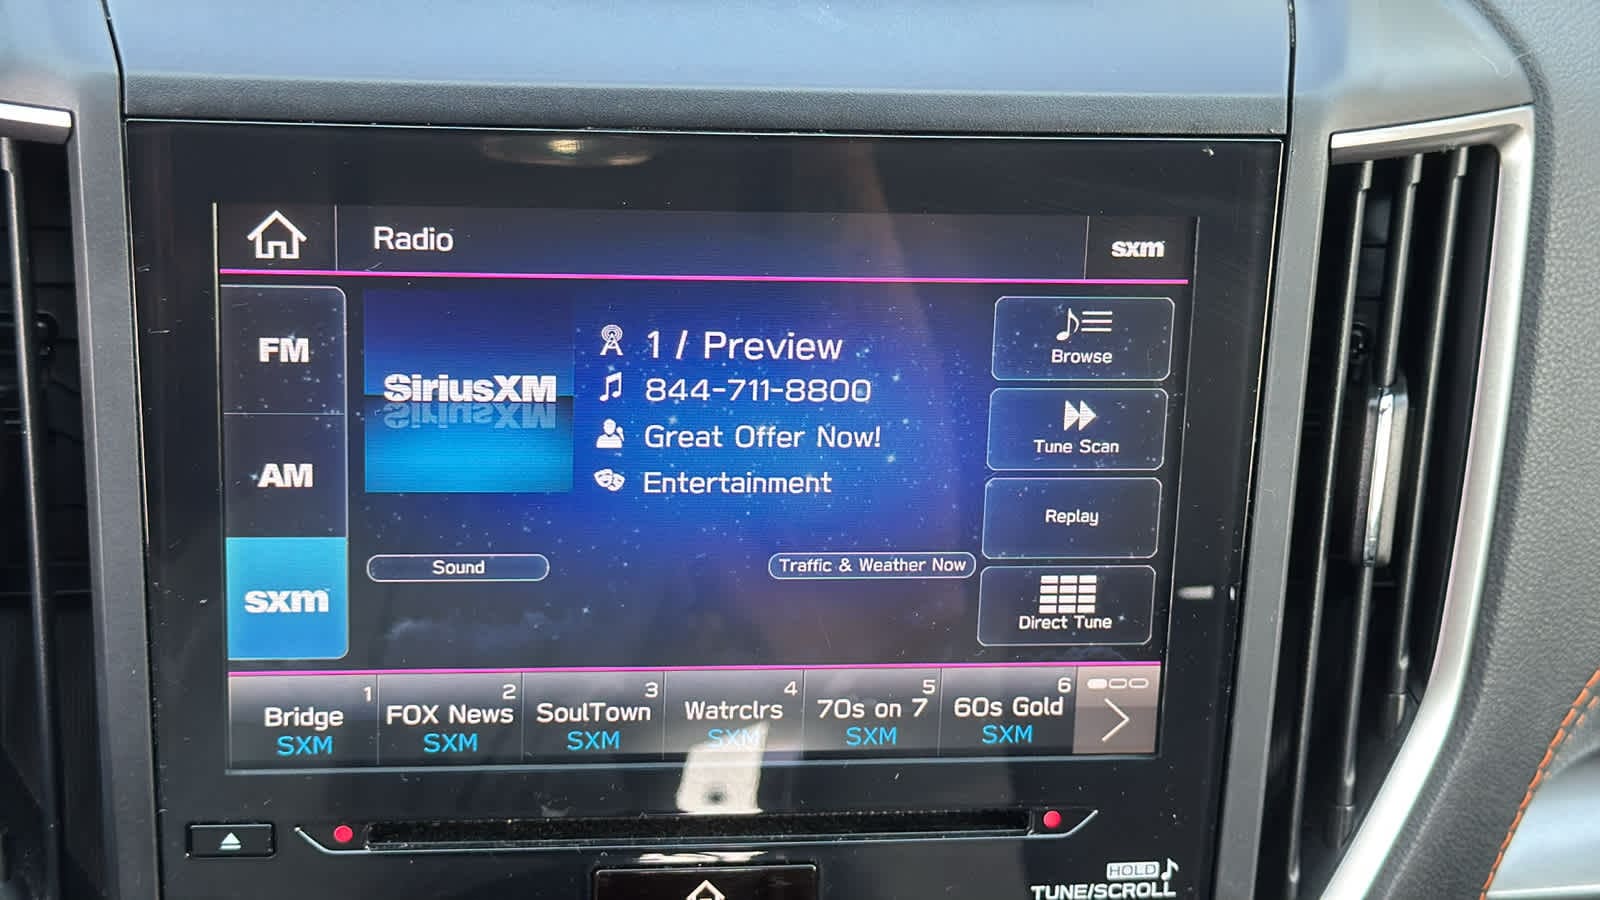 Radio
sxm
FM
AM
sxm
SiriusXM
1 / Preview
844-711-8800
Great Offer Now!
Entertainment
Browse
Tune Scan
Replay
Direct Tune
Sound
Traffic & Weather Now
1
Bridge
SXM
2
FOX News
SXM
3
SoulTown
SXM
4
Watrclrs
SXM
5
70s on 7
SXM
6
60s Gold
SXM
HOLD
TUNE/SCROLL